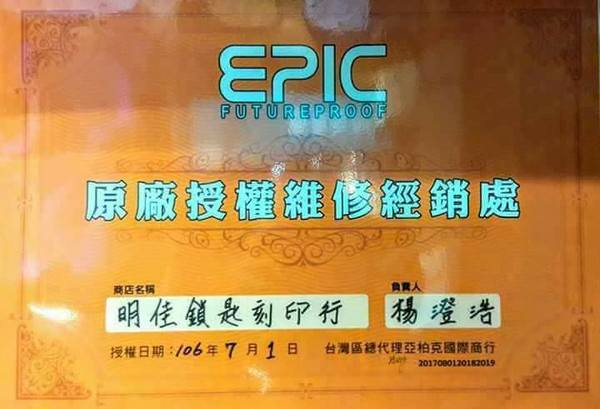 EPIC
FUTUREPROOF
原廠授權維修經銷處
商店名稱 負責人
明佳鎖匙刻印行 楊澄浩
授權日期:106年7月1日 台灣區總代理亞柏克國際商行
2017080120182019